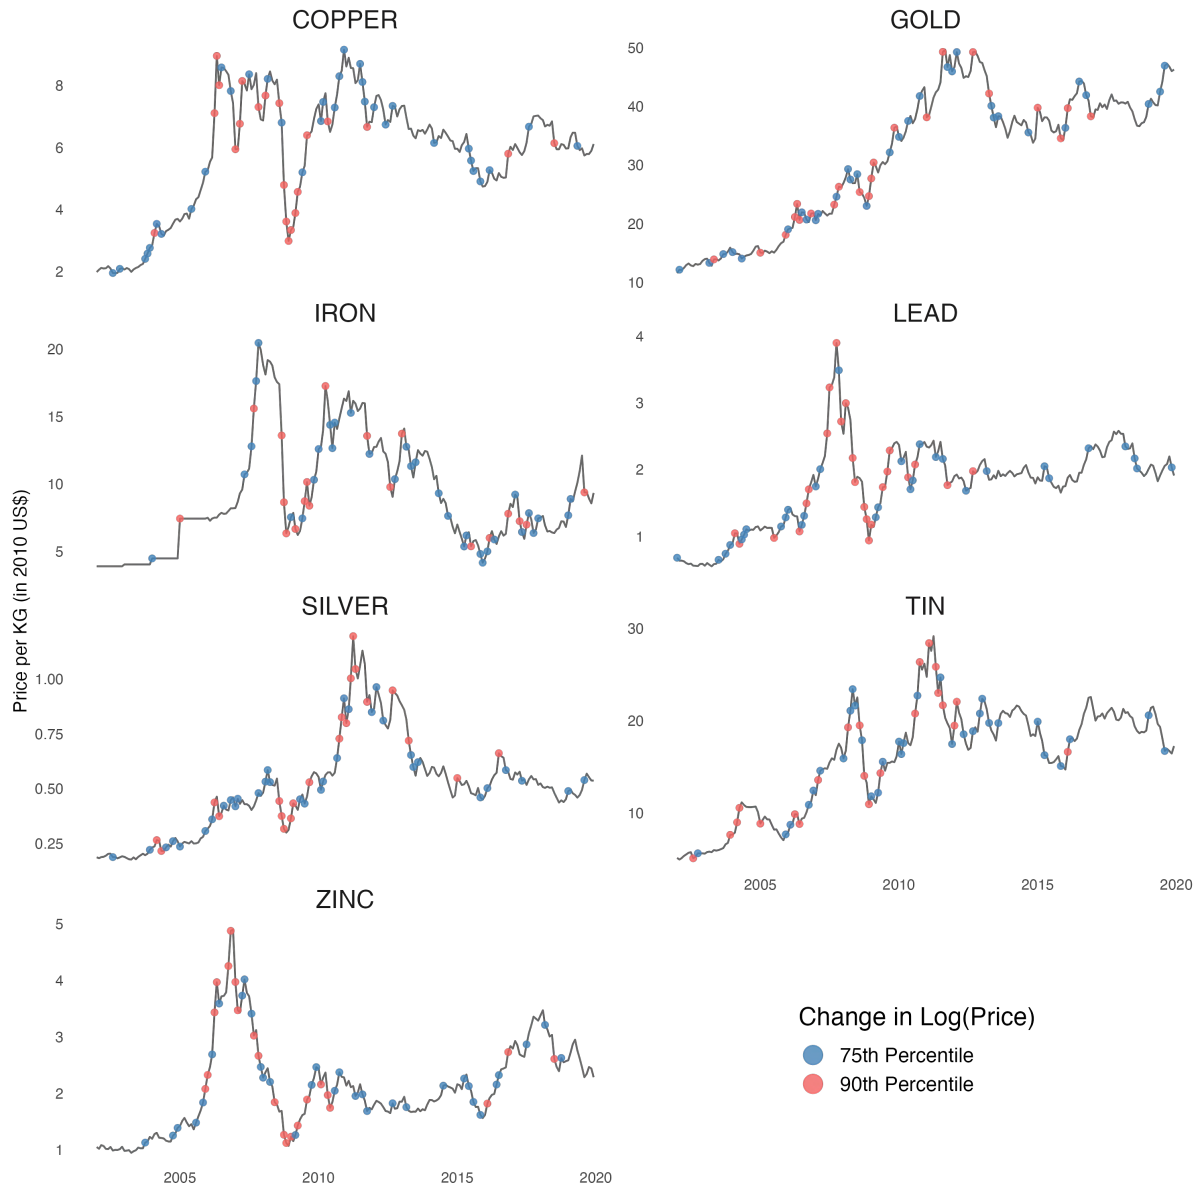 COPPER
GOLD
8
6
4
2
50
40
30
20
10
IRON
LEAD
20
15
10
5
4
3
2
1
Price per KG (in 2010 US$)
SILVER
TIN
1.00
0.75
0.50
0.25
30
20
10
2005 2010 2015 2020
ZINC
5
4
3
2
1
2005 2010 2015 2020
Change in Log(Price)
75th Percentile
90th Percentile